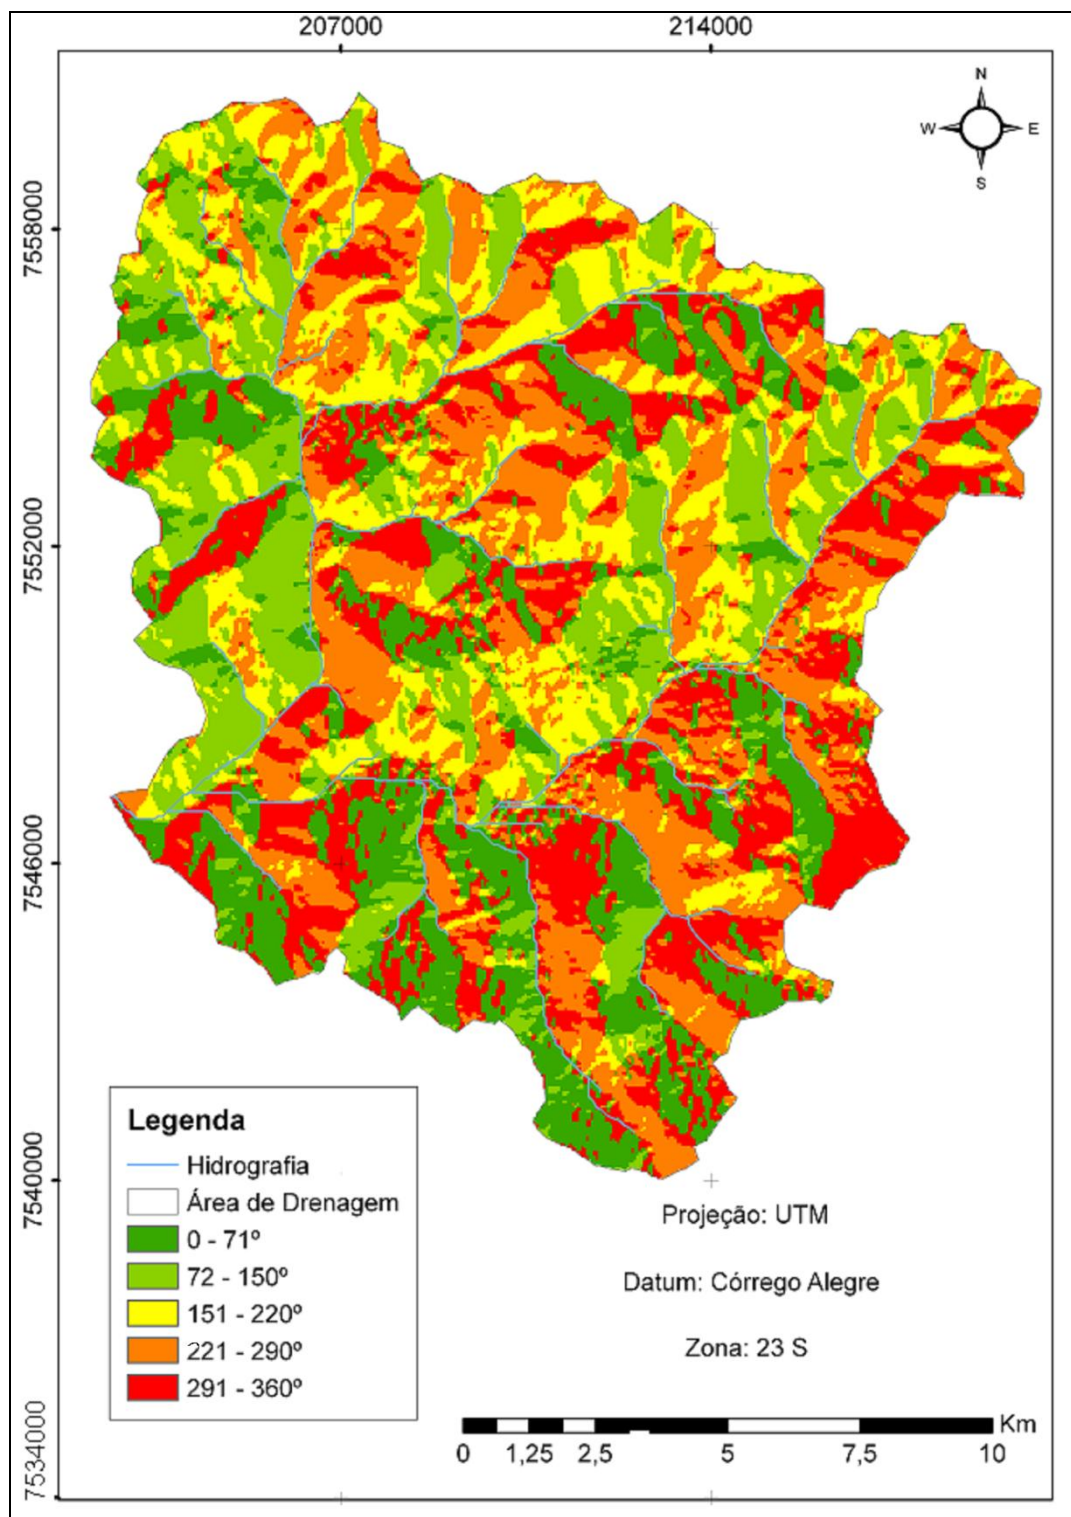 207000 214000
N
W E
S
7558000
7552000
7546000
7540000
7534000
Legenda
Hidrografia
Área de Drenagem
0 - 71º
72 - 150º
151 - 220º
221 - 290º
291 - 360º
Projeção: UTM
Datum: Córrego Alegre
Zona: 23 S
Km
0 1,25 2,5 5 7,5 10